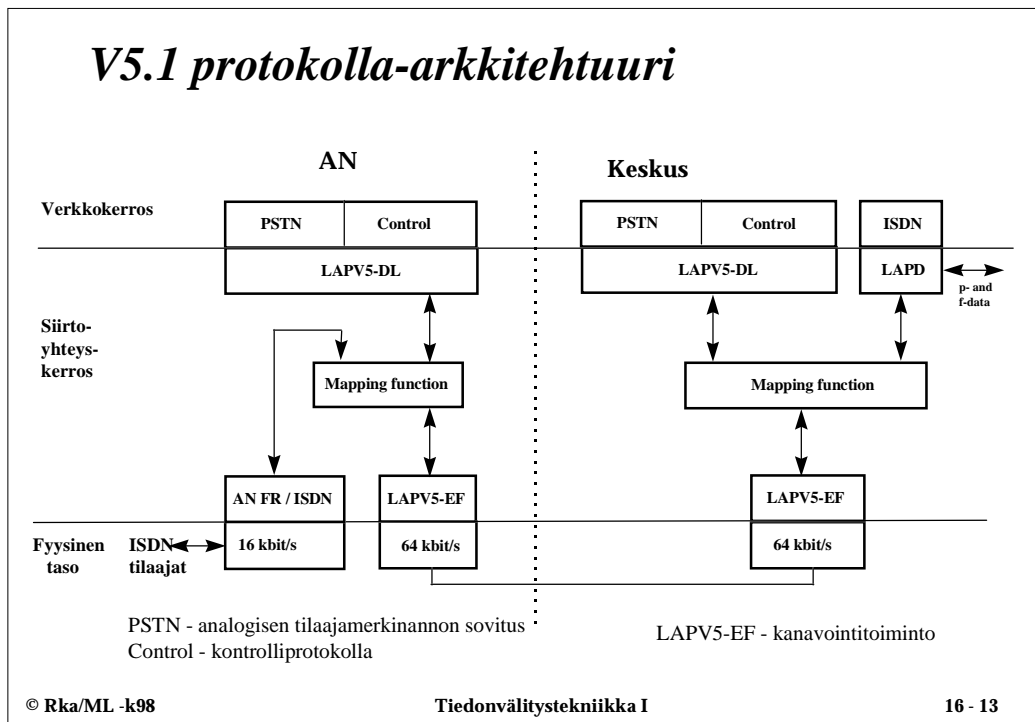 V5.1 protokolla-arkkitehtuuri
AN
Keskus
Verkkokerros
PSTN
Control
PSTN
Control
ISDN
LAPV5-DL
LAPV5-DL
LAPD
p- and
f-data
Siirto-
yhteys-
kerros
Mapping function
Mapping function
AN FR / ISDN
LAPV5-EF
LAPV5-EF
Fyysinen
taso
ISDN
tilaajat
16 kbit/s
64 kbit/s
64 kbit/s
PSTN - analogisen tilaajamerkinannon sovitus
Control - kontrolliprotokolla
LAPV5-EF - kanavointitoiminto
© Rka/ML -k98
Tiedonvälitystekniikka I
16 - 13